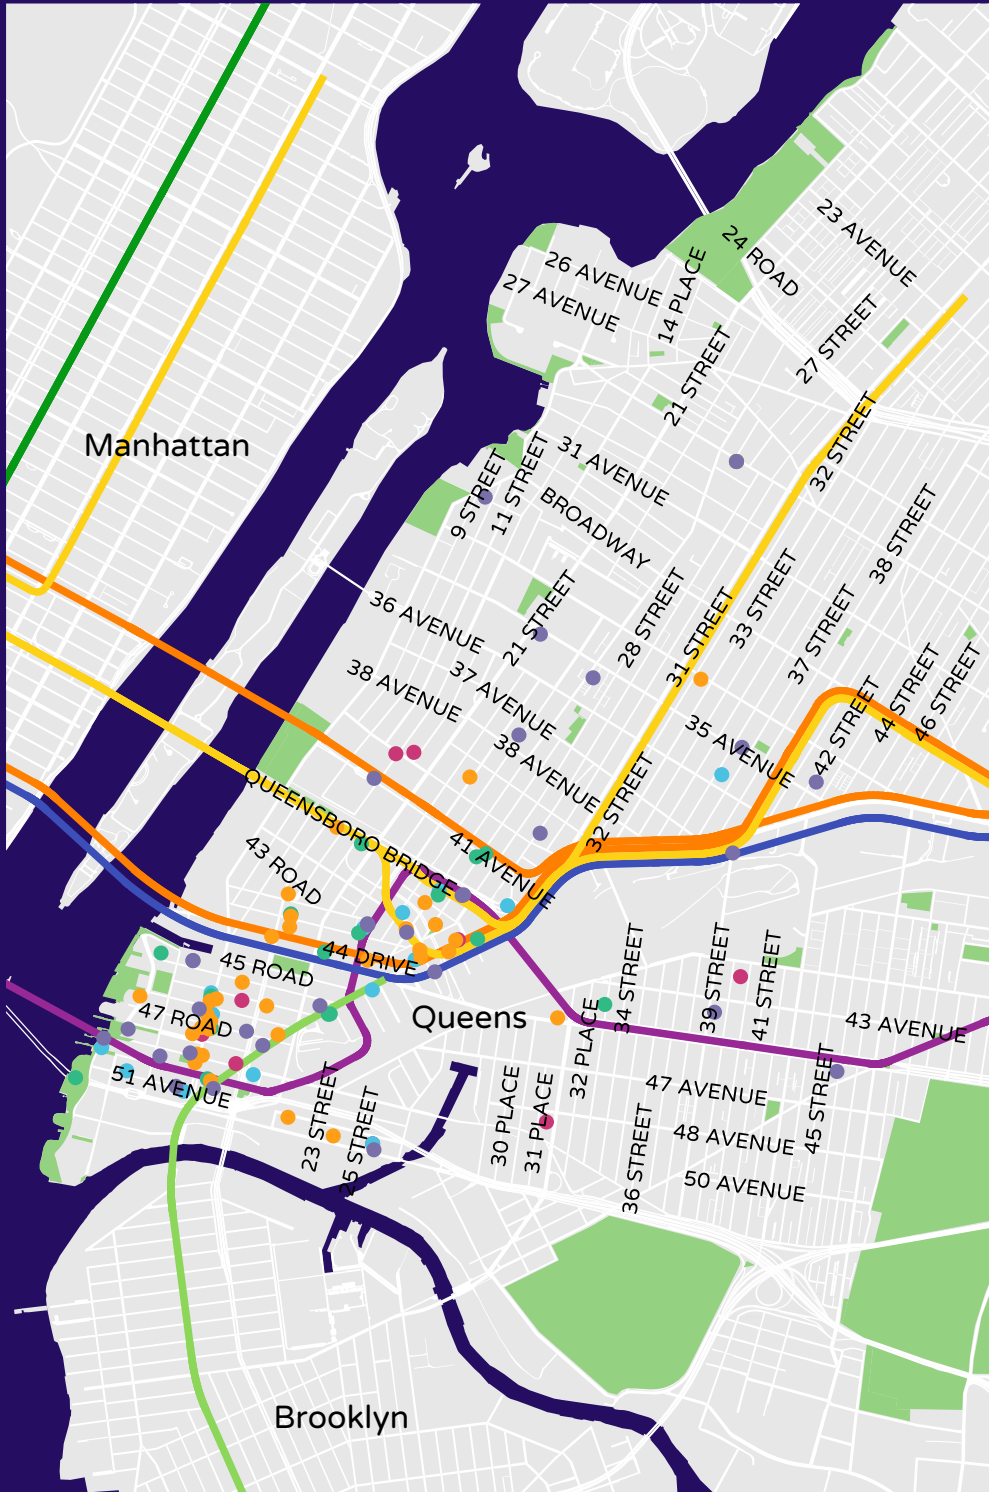 23 AVENUE
24 ROAD
26 AVENUE
14 PLACE
27 AVENUE
27 STREET
21 STREET
32 STREET
Manhattan
31 AVENUE
9 STREET
11 STREET
BROADWAY
38 STREET
36 AVENUE
21 STREET
28 STREET
33 STREET
31 STREET
37 STREET
38 AVENUE
37 AVENUE
44 STREET
46 STREET
42 STREET
35 AVENUE
38 AVENUE
32 STREET
QUEENSBORO BRIDGE
43 ROAD
41 AVENUE
44 DRIVE
45 ROAD
34 STREET
39 STREET
41 STREET
47 ROAD
Queens
32 PLACE
43 AVENUE
51 AVENUE
23 STREET
25 STREET
30 PLACE
31 PLACE
47 AVENUE
45 STREET
48 AVENUE
36 STREET
50 AVENUE
Brooklyn